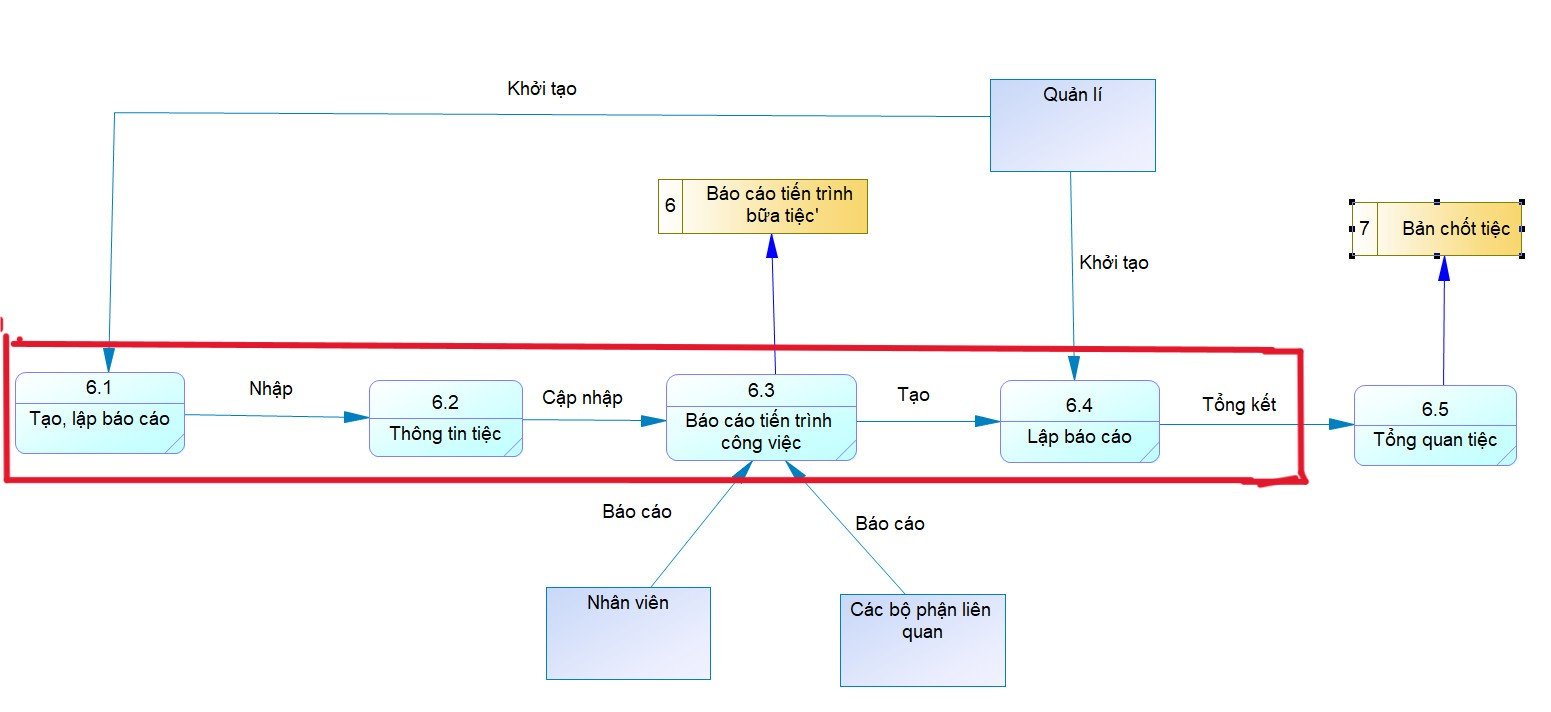 Khởi tạo
Quản lí
6
Báo cáo tiến trình
bữa tiệc'
7
Bản chốt tiệc
Khởi tạo
6.1
Tạo, lập báo cáo
Nhập
6.2
Thông tin tiệc
Cập nhập
6.3
Báo cáo tiến trình
công việc
Tạo
6.4
Lập báo cáo
Tổng kết
6.5
Tổng quan tiệc
Báo cáo
Báo cáo
Nhân viên
Các bộ phận liên
quan